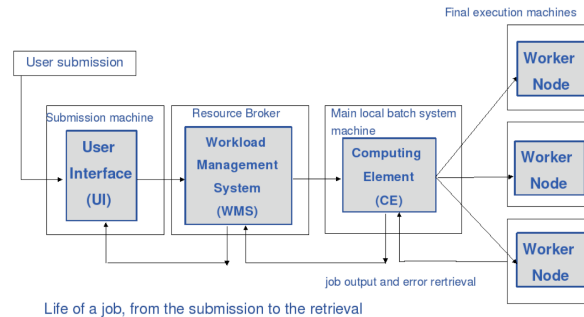 Final execution machines
User submission
Submission machine
User
Interface
(UI)
Resource Broker
Workload
Management
System
(WMS)
Main local batch system
machine
Computing
Element
(CE)
Worker
Node
Worker
Node
Worker
Node
job output and error rertrieval
Life of a job, from the submission to the retrieval